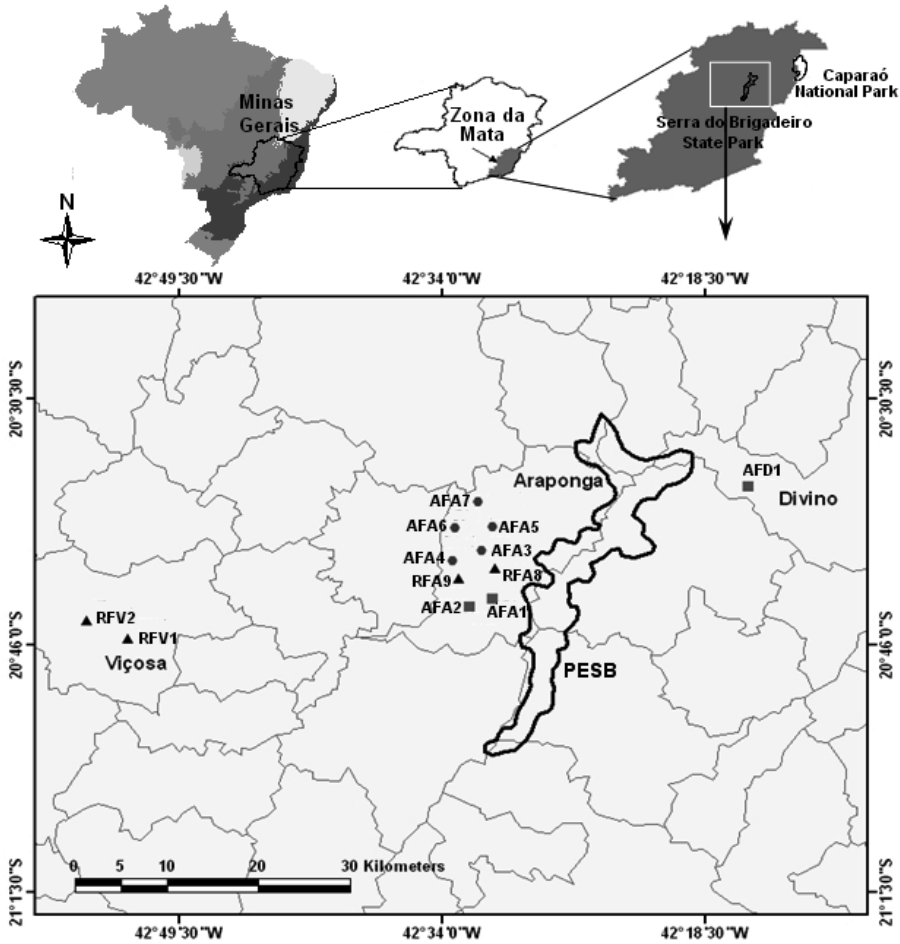 Minas
Gerais
Zona da
Mata
Caparaó
National Park
Serra do Brigadeiro
State Park
N
42°49'30"W
42°34'0"W
42°18'30"W
20°30'30"S
20°30'30"S
AFD1
Divino
Araponga
AFA7
AFA6
AFA5
AFA3
AFA4
RFA8
RFA9
AFA2
AFA1
RFV2
RFV1
Viçosa
20°46'0"S
20°46'0"S
PESB
0 5 10 20 30 Kilometers
21°1'30"S
21°1'30"S
42°49'30"W
42°34'0"W
42°18'30"W